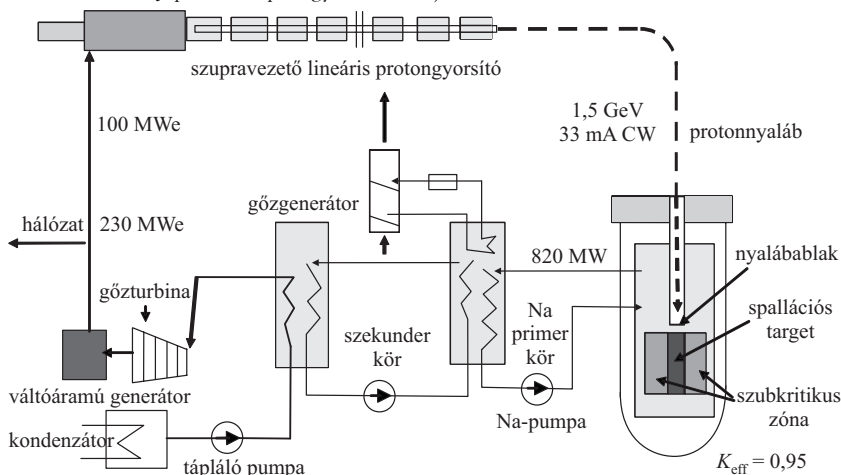 szupravezető lineáris protongyorsító
100 MWe
1,5 GeV
33 mA CW
protonnyaláb
hálózat
230 MWe
gőzgenerátor
820 MW
nyalábablak
gőzturbina
spallációs
target
Na
primer
kör
szekunder
kör
szubkritikus
zóna
váltóáramú generátor
Na-pumpa
kondenzátor
tápláló pumpa
K_eff = 0,95